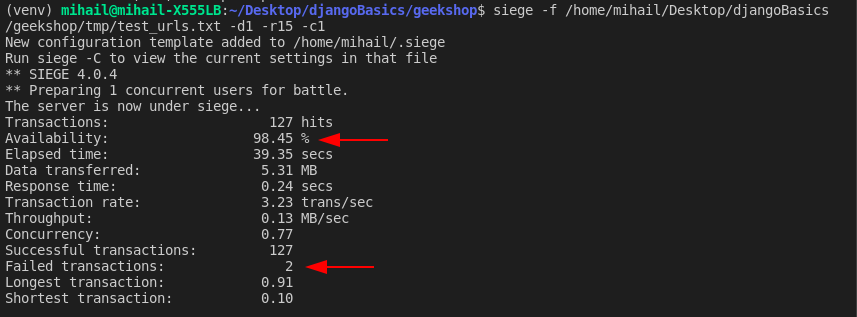 (venv) mihail@mihail-X555LB:~/Desktop/djangoBasics/geekshop$ siege -f /home/mihail/Desktop/djangoBasics
/geekshop/tmp/test_urls.txt -d1 -r15 -c1
New configuration template added to /home/mihail/.siege
Run siege -C to view the current settings in that file
** SIEGE 4.0.4
** Preparing 1 concurrent users for battle.
The server is now under siege...
Transactions: 127 hits
Availability: 98.45 %
Elapsed time: 39.35 secs
Data transferred: 5.31 MB
Response time: 0.24 secs
Transaction rate: 3.23 trans/sec
Throughput: 0.13 MB/sec
Concurrency: 0.77
Successful transactions: 127
Failed transactions: 2
Longest transaction: 0.91
Shortest transaction: 0.10